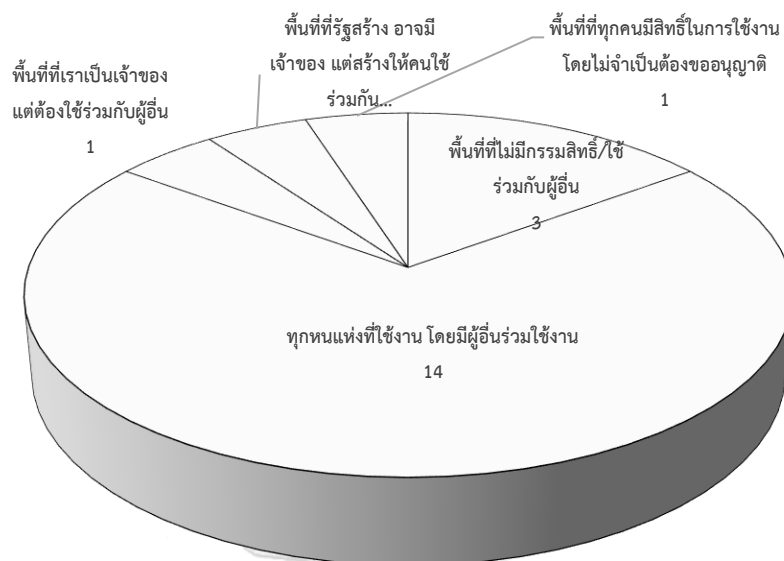 พื้นที่ที่รัฐสร้าง อาจมี
เจ้าของ แต่สร้างให้คนใช้
ร่วมกัน...
พื้นที่ที่ทุกคนมีสิทธิ์ในการใช้งาน
โดยไม่จำเป็นต้องขออนุญาติ
1
พื้นที่ที่เราเป็นเจ้าของ
แต่ต้องใช้ร่วมกับผู้อื่น
1
พื้นที่ที่ไม่มีกรรมสิทธิ์/ใช้
ร่วมกับผู้อื่น
3
ทุกหนแห่งที่ใช้งาน โดยมีผู้อื่นร่วมใช้งาน
14